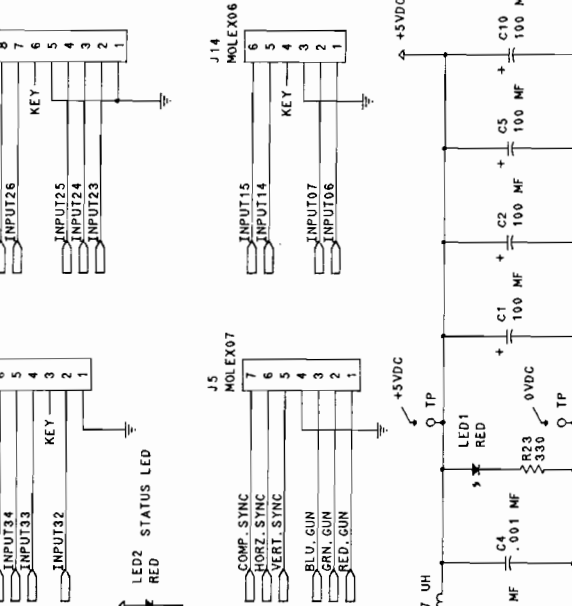 8
7
6
5
4
3
2
1
KEY
INPUT26
INPUT25
INPUT24
INPUT23
J14
MOLEX06
6
5
4
3
2
1
KEY
INPUT15
INPUT14
INPUT07
INPUT06
+5VDC
C10
+
C5
100 MF
+
C2
100 MF
+
C1
100 MF
+
6
5
4
3
2
1
KEY
INPUT34
INPUT33
INPUT32
STATUS LED
LED2
RED
J5
MOLEX07
7
6
5
4
3
2
1
COMP.SYNC
HORZ.SYNC
VERT.SYNC
BLU.GUN
GRN.GUN
RED.GUN
+5VDC
TP
0VDC
TP
LED1
RED
R23
330
C4
.001 MF
7 UH
MF